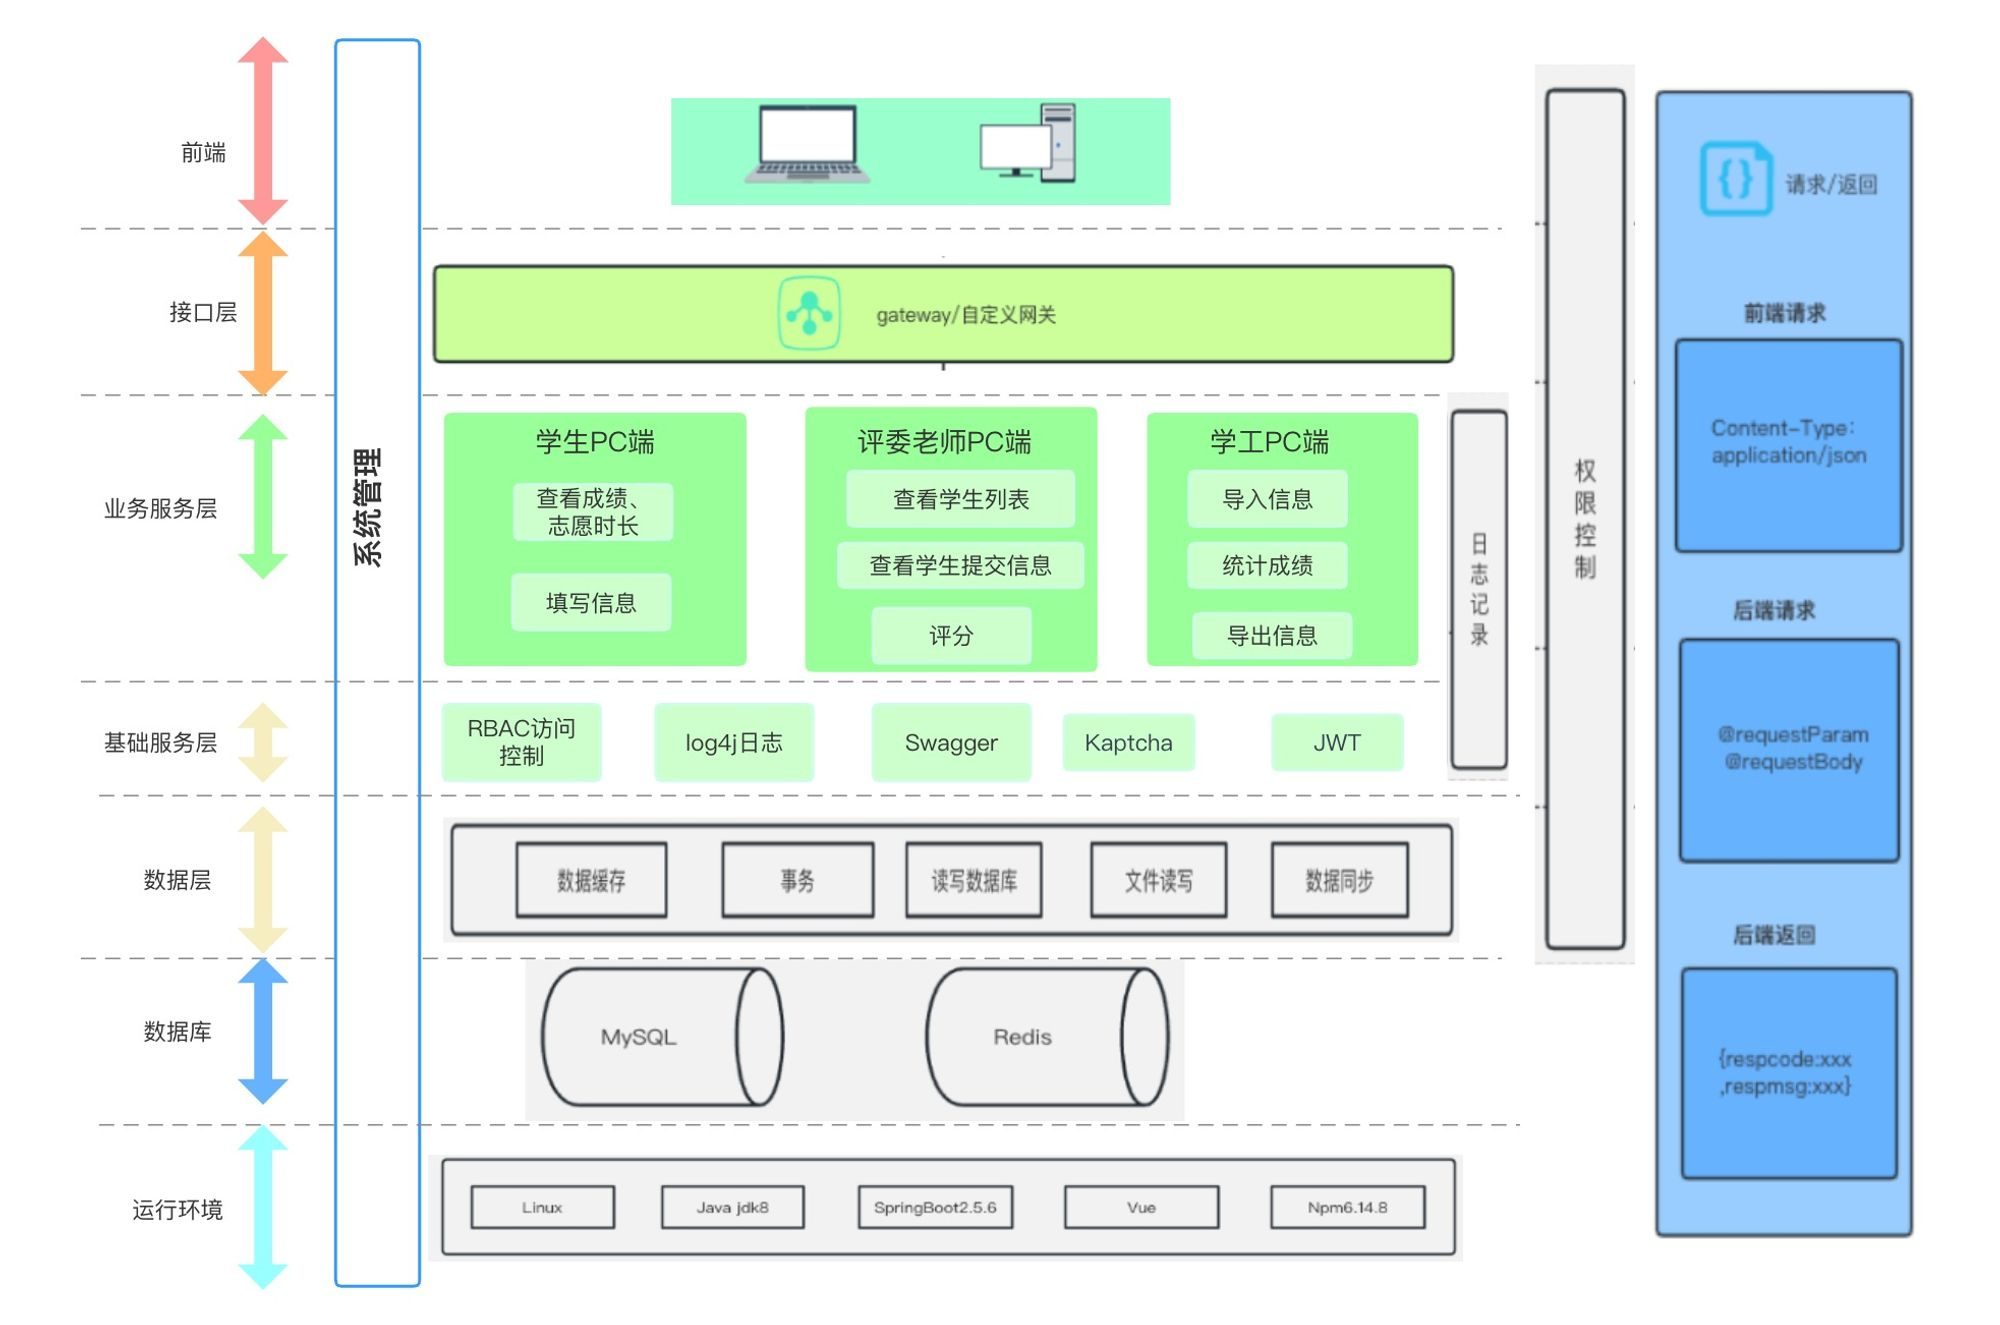 前端
接口层
业务服务层
基础服务层
数据层
数据库
运行环境
系统管理
gateway/自定义网关
学生PC端
查看成绩、
志愿时长
填写信息
评委老师PC端
查看学生列表
查看学生提交信息
评分
学工PC端
导入信息
统计成绩
导出信息
RBAC访问
控制
log4j日志
Swagger
Kaptcha
JWT
日志记录
数据缓存
事务
读写数据库
文件读写
数据同步
MySQL
Redis
Linux
Java jdk8
SpringBoot2.5.6
Vue
Npm6.14.8
权限控制
{}
请求/返回
前端请求
Content-Type:
application/json
后端请求
@requestParam
@requestBody
后端返回
{respcode:xxx
,respmsg:xxx}